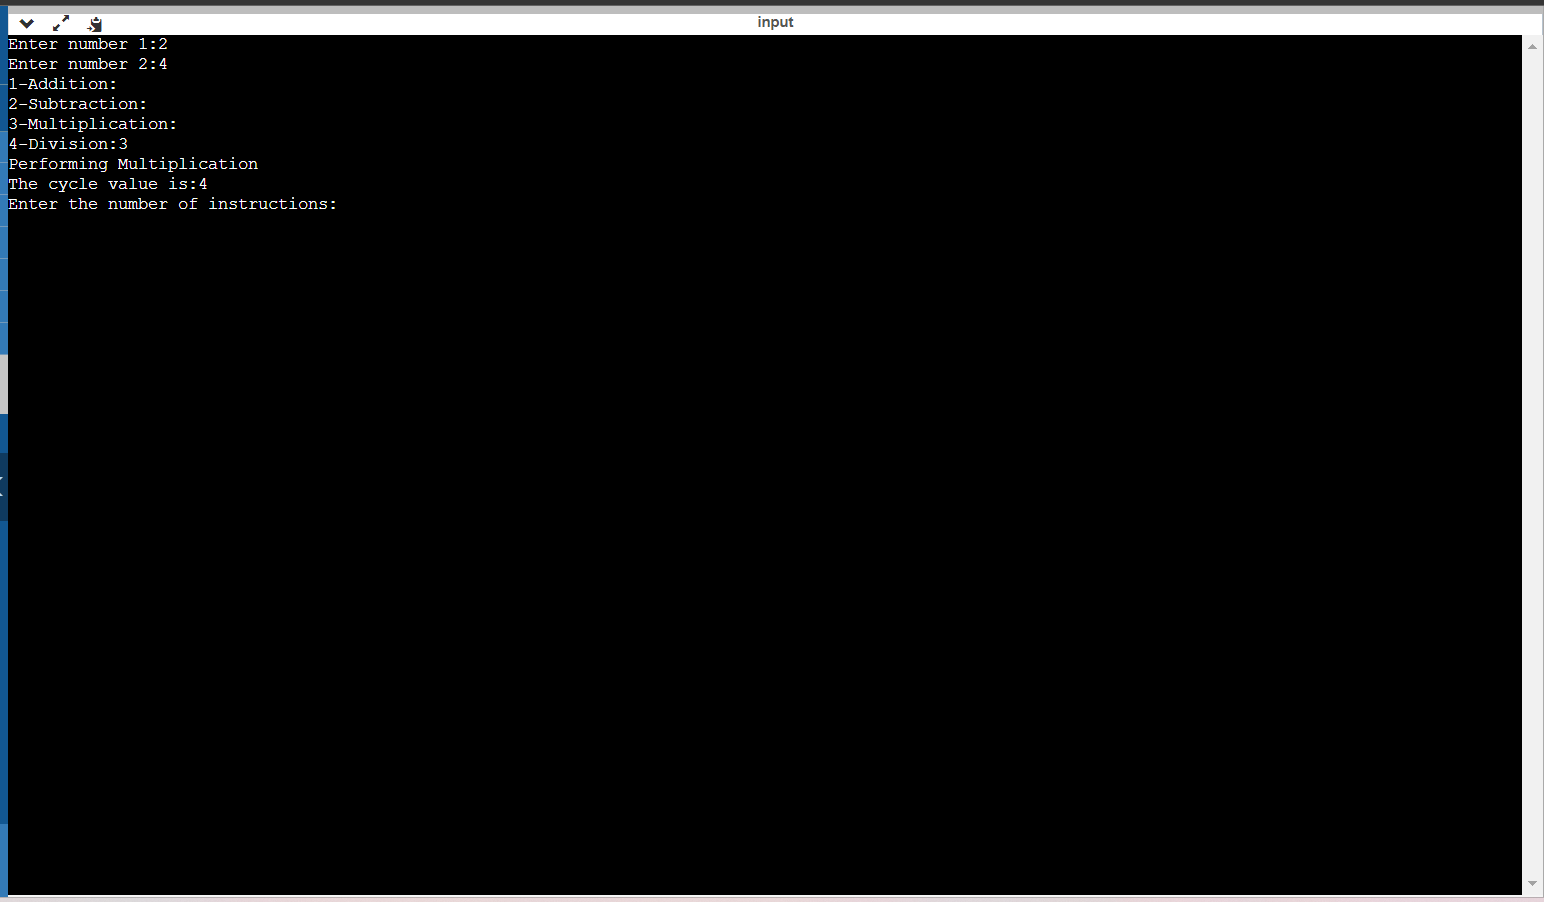 input
Enter number 1:2
Enter number 2:4
1-Addition:
2-Subtraction:
3-Multiplication:
4-Division:3
Performing Multiplication
The cycle value is:4
Enter the number of instructions: